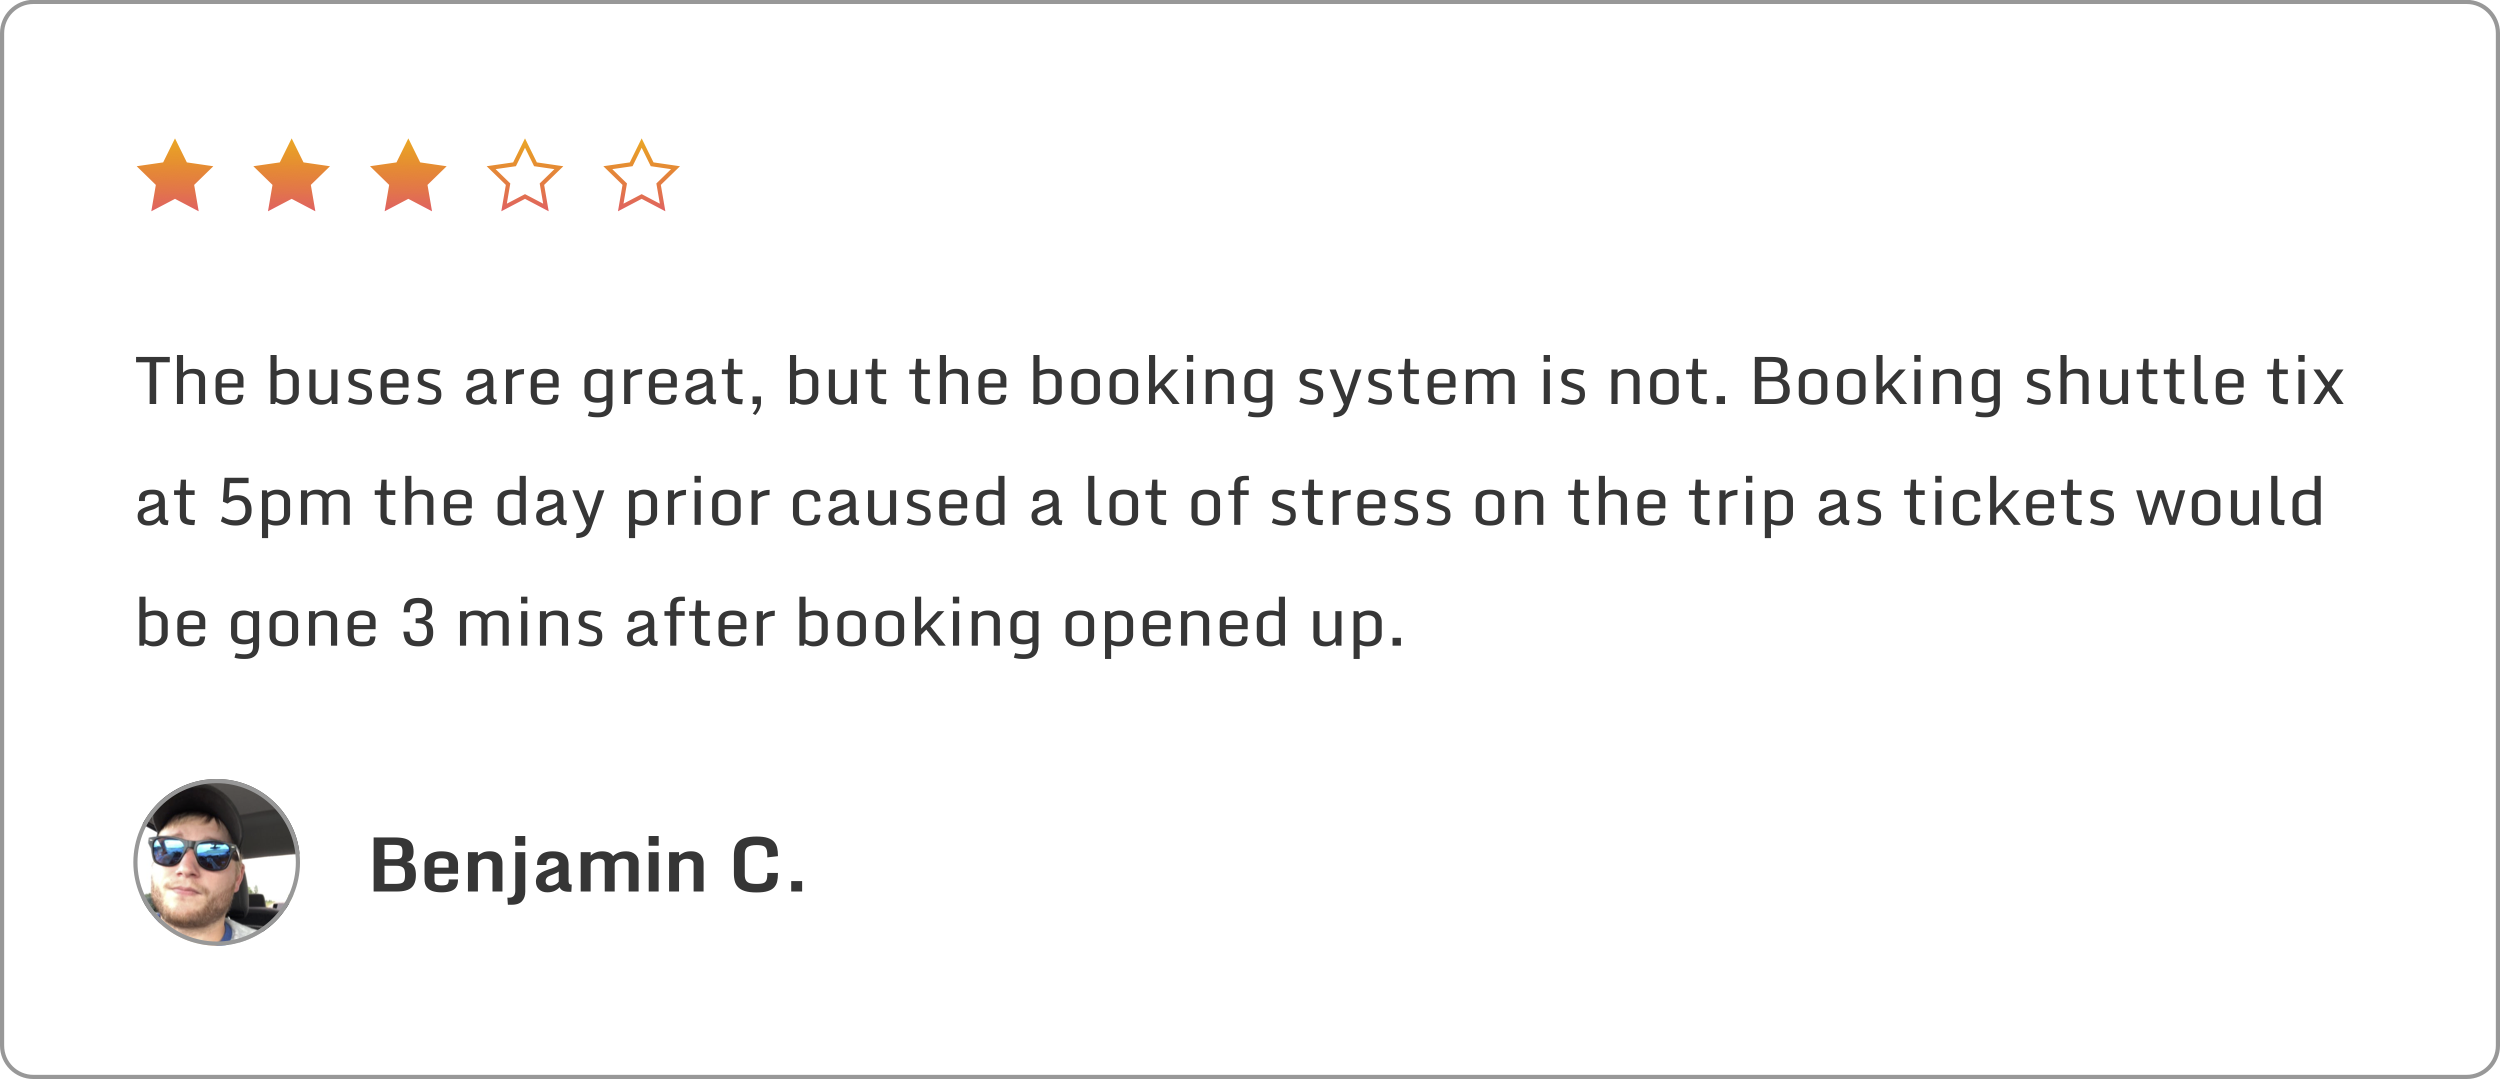 The buses are great, but the booking system is not. Booking shuttle tix
at 5pm the day prior caused a lot of stress on the trip as tickets would
be gone 3 mins after booking opened up.
Benjamin C.